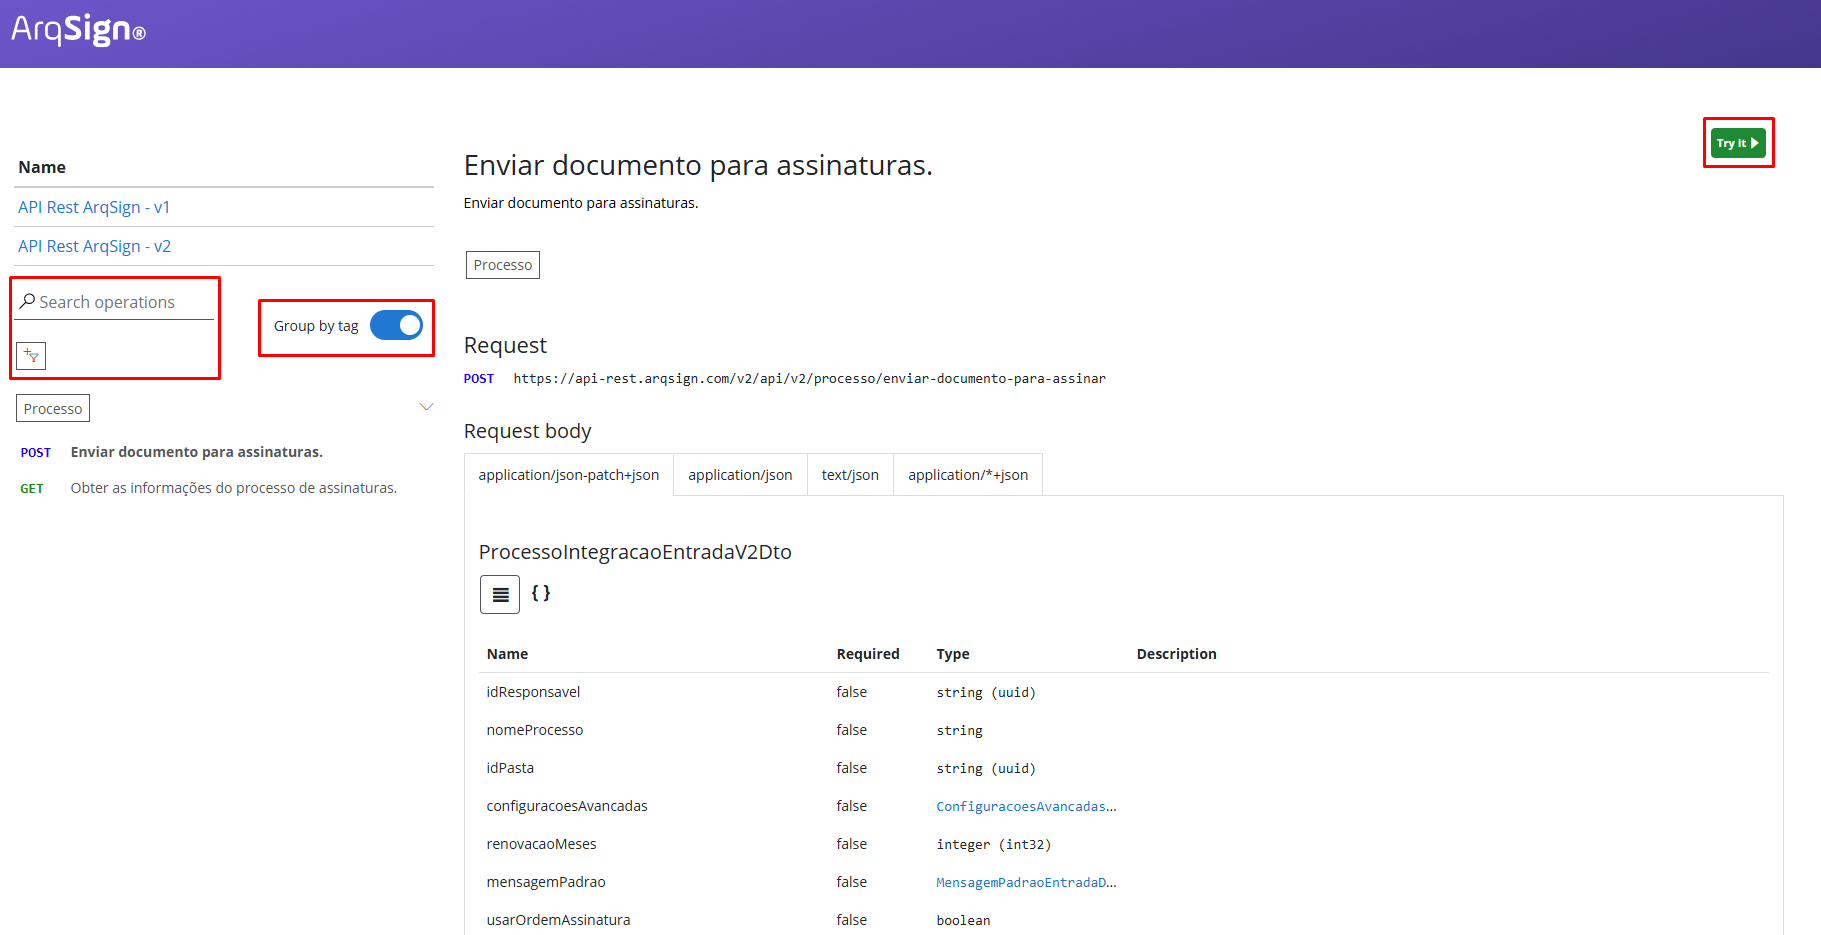 ArqSign®
Name
API Rest ArqSign - v1
API Rest ArqSign - v2
Search operations
Group by tag
Processo
POST Enviar documento para assinaturas.
GET Obter as informações do processo de assinaturas.
Try it
Enviar documento para assinaturas.
Enviar documento para assinaturas.
Processo
Request
POST https://api-rest.arqsign.com/v2/api/v2/processo/enviar-documento-para-assinar
Request body
application/json-patch+json application/json text/json application/*+json
ProcessoIntegracaoEntradaV2Dto
{ }
Name Required Type Description
idResponsavel false string (uuid)
nomeProcesso false string
idPasta false string (uuid)
configuracoesAvancadas false ConfiguracoesAvancadas...
renovacaoMeses false integer (int32)
mensagemPadrao false MensagemPadraoEntradaD...
usarOrdemAssinatura false boolean